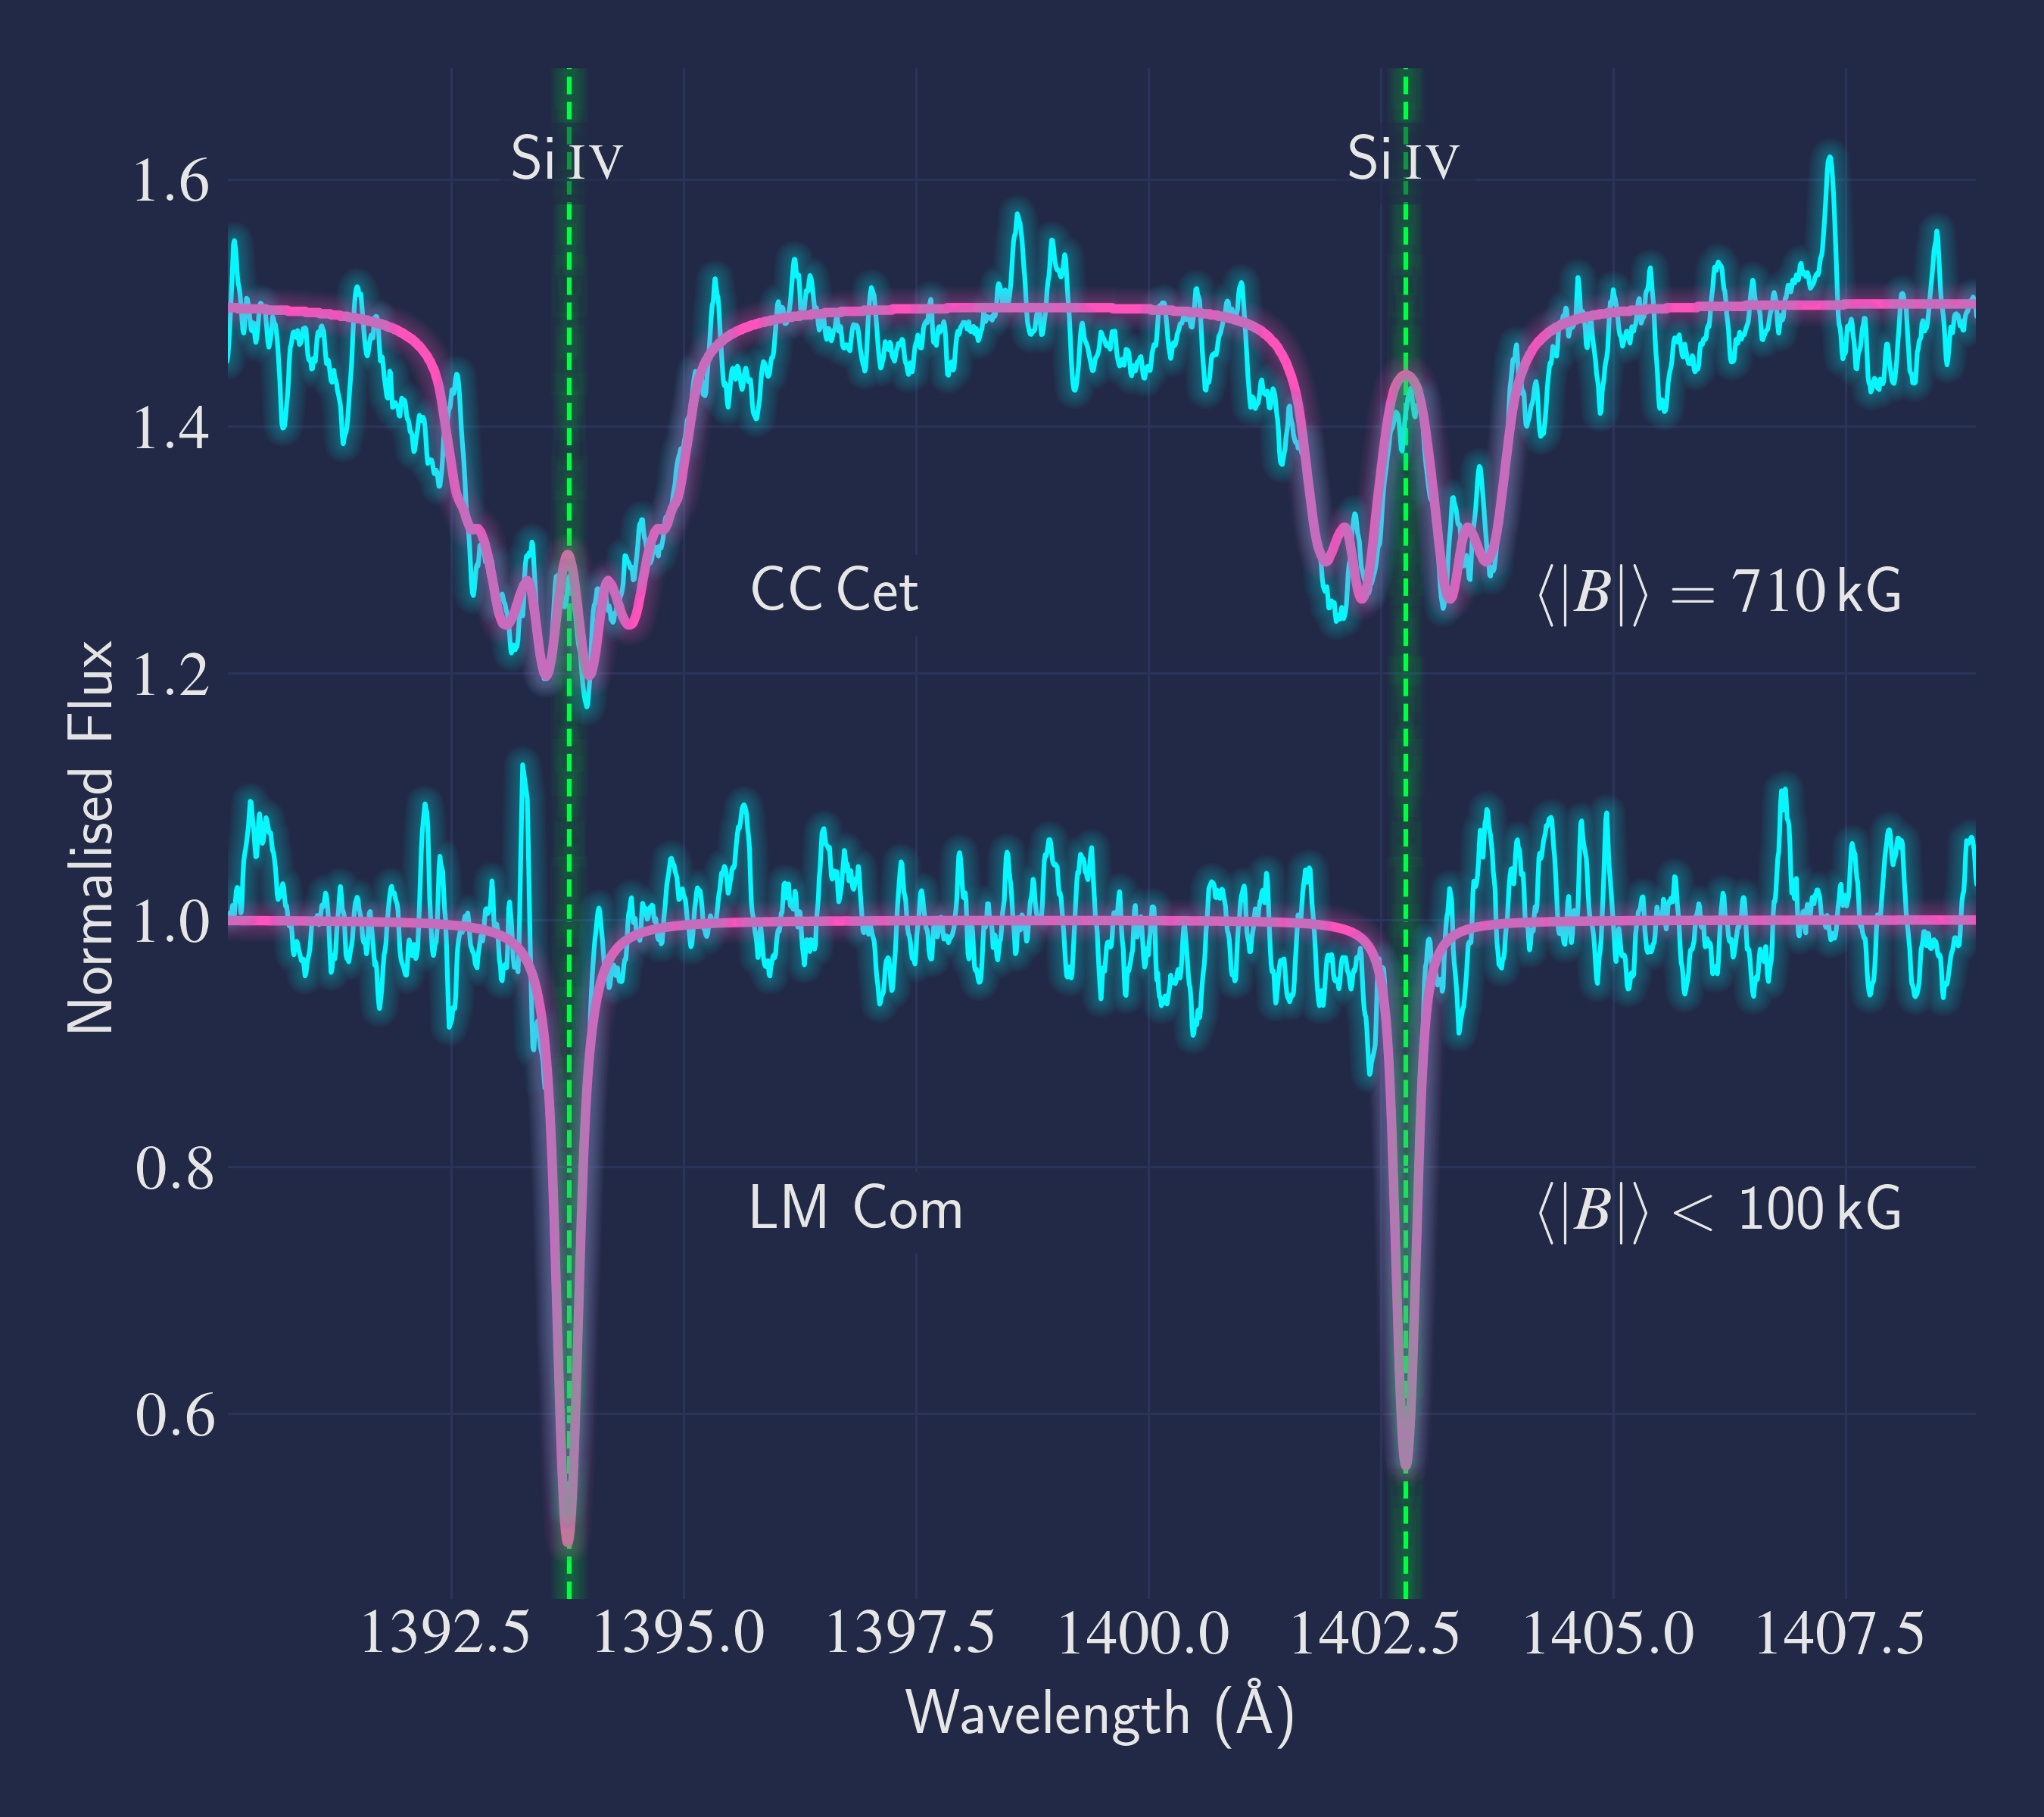 Si IV Si IV
1.6
1.4
CC Cet ⟨|B|⟩ = 710 kG
1.2
Normalised Flux
1.0
0.8
LM Com ⟨|B|⟩ < 100 kG
0.6
1392.5 1395.0 1397.5 1400.0 1402.5 1405.0 1407.5
Wavelength (Å)